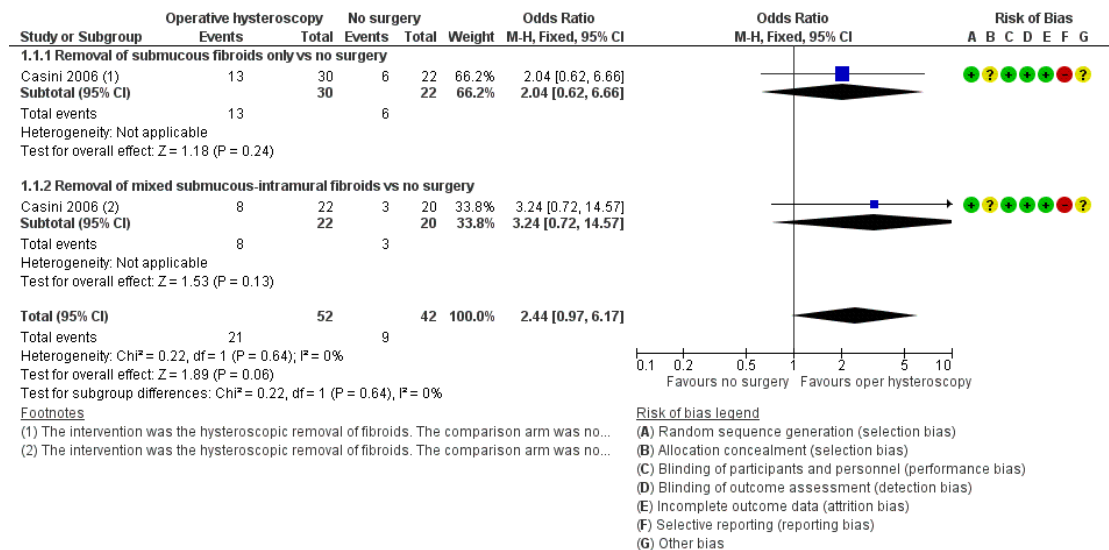 Operative hysteroscopy No surgery Odds Ratio Odds Ratio Risk of Bias
Study or Subgroup Events Total Events Total Weight M-H, Fixed, 95% CI M-H, Fixed, 95% CI A B C D E F G
1.1.1 Removal of submucous fibroids only vs no surgery
Casini 2006 (1) 13 30 6 22 66.2% 2.04 [0.62, 6.66] + ? + + + - ?
Subtotal (95% CI) 30 22 66.2% 2.04 [0.62, 6.66]
Total events 13 6
Heterogeneity: Not applicable
Test for overall effect: Z = 1.18 (P = 0.24)
1.1.2 Removal of mixed submucous-intramural fibroids vs no surgery
Casini 2006 (2) 8 22 3 20 33.8% 3.24 [0.72, 14.57] + ? + + + - ?
Subtotal (95% CI) 22 20 33.8% 3.24 [0.72, 14.57]
Total events 8 3
Heterogeneity: Not applicable
Test for overall effect: Z = 1.53 (P = 0.13)
Total (95% CI) 52 42 100.0% 2.44 [0.97, 6.17]
Total events 21 9
Heterogeneity: Chi² = 0.22, df = 1 (P = 0.64); I² = 0%
Test for overall effect: Z = 1.89 (P = 0.06)
Test for subgroup differences: Chi² = 0.22, df = 1 (P = 0.64), I² = 0%
0.1 0.2 0.5 1 2 5 10
Favours no surgery Favours oper hysteroscopy
Footnotes
(1) The intervention was the hysteroscopic removal of fibroids. The comparison arm was no...
(2) The intervention was the hysteroscopic removal of fibroids. The comparison arm was no...
Risk of bias legend
(A) Random sequence generation (selection bias)
(B) Allocation concealment (selection bias)
(C) Blinding of participants and personnel (performance bias)
(D) Blinding of outcome assessment (detection bias)
(E) Incomplete outcome data (attrition bias)
(F) Selective reporting (reporting bias)
(G) Other bias